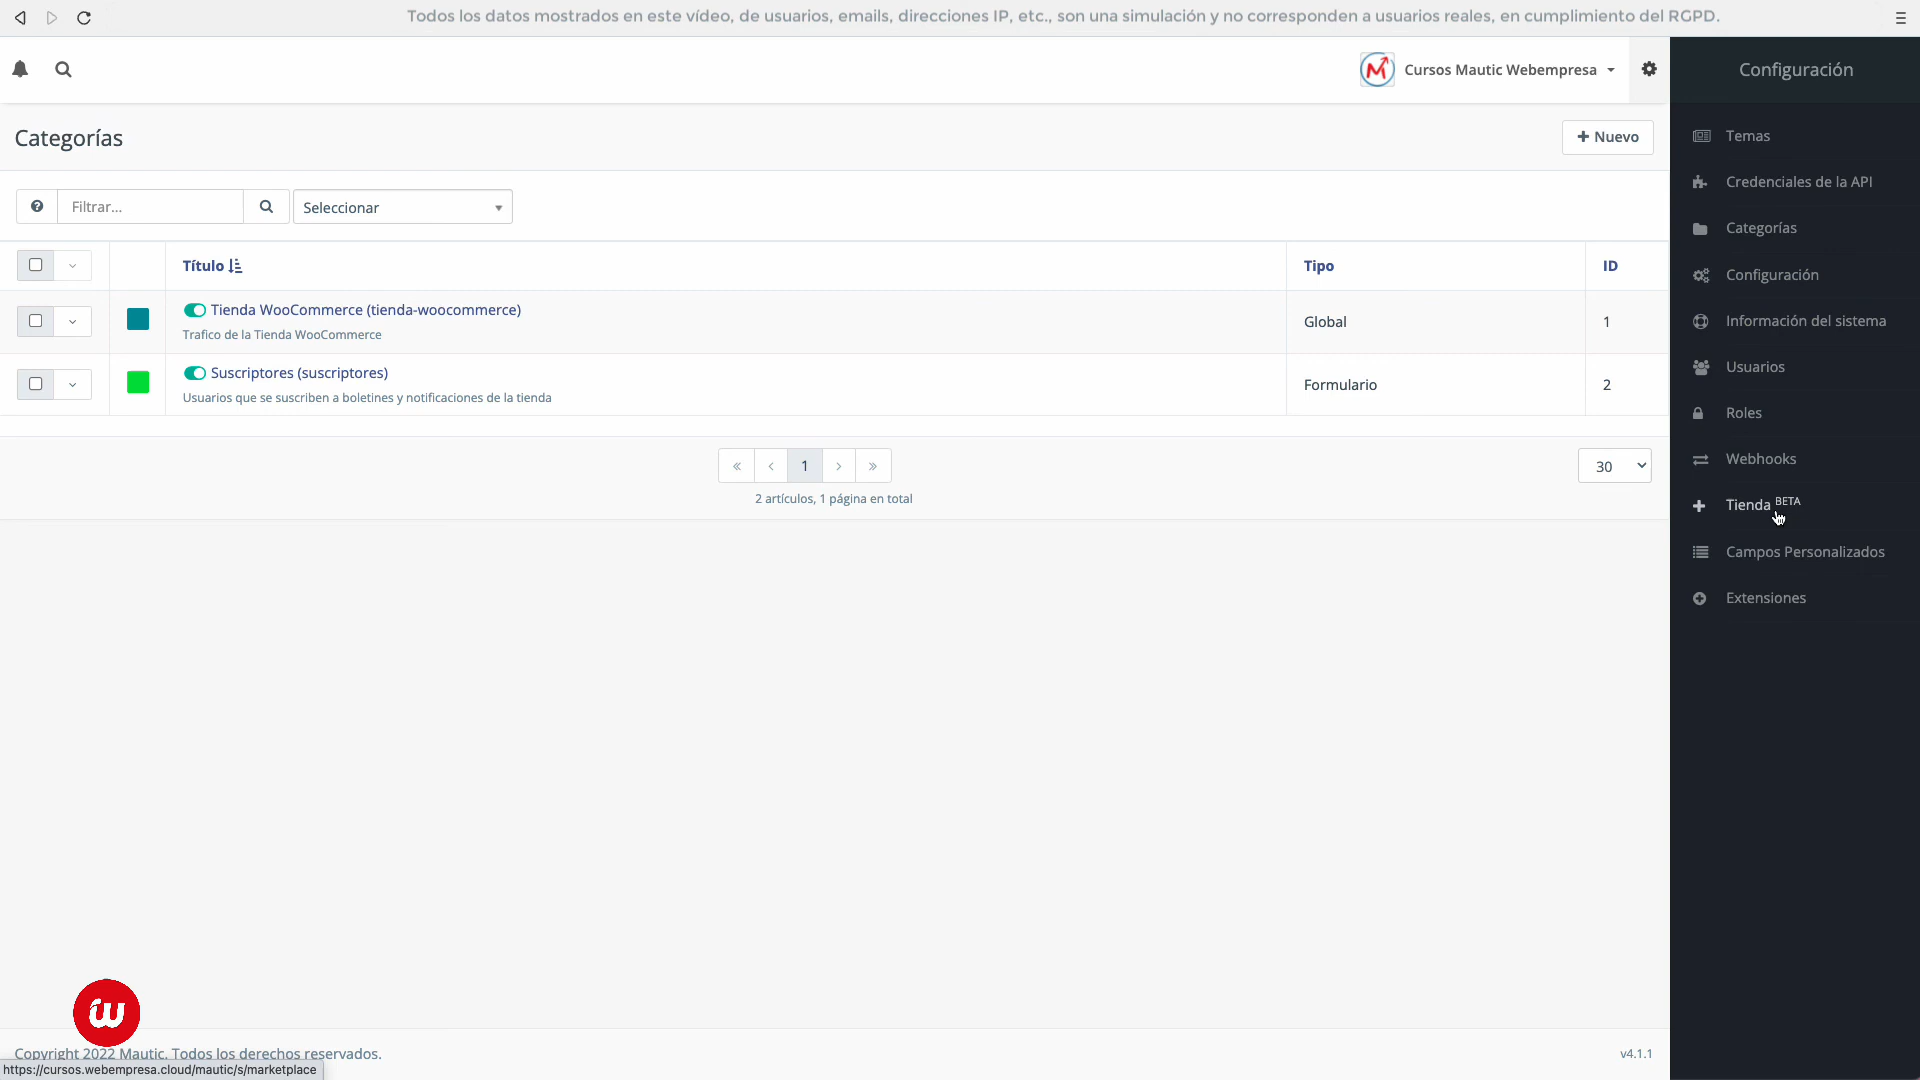 Todos los datos mostrados en este vídeo, de usuarios, emails, direcciones IP, etc., son una simulación y no corresponden a usuarios reales, en cumplimiento del RGPD.
Cursos Mautic Webempresa
Configuración
Categorías
+ Nuevo
Filtrar...
Seleccionar
Título
Tipo
ID
Tienda WooCommerce (tienda-woocommerce)
Trafico de la Tienda WooCommerce
Global
1
Suscriptores (suscriptores)
Usuarios que se suscriben a boletines y notificaciones de la tienda
Formulario
2
« ‹ 1 › »
30
2 artículos, 1 página en total
Temas
Credenciales de la API
Categorías
Configuración
Información del sistema
Usuarios
Roles
Webhooks
Tienda BETA
Campos Personalizados
Extensiones
Copyright 2022 Mautic. Todos los derechos reservados.
v4.1.1
https://cursos.webempresa.cloud/mautic/s/marketplace